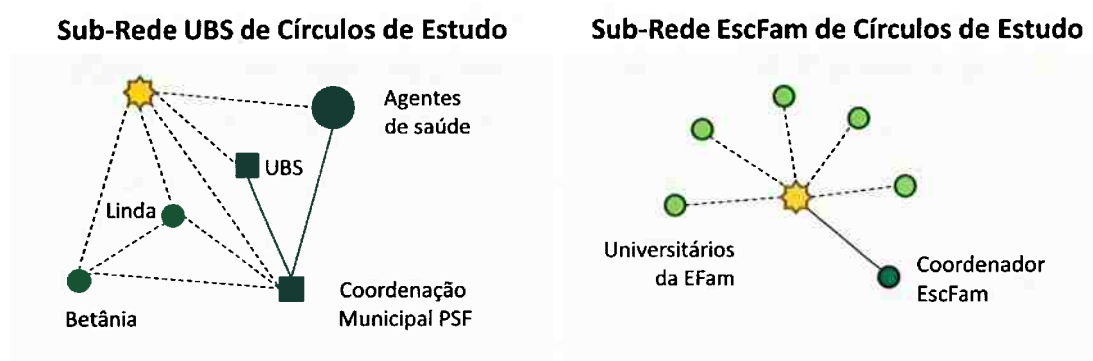 Sub-Rede UBS de Círculos de Estudo
Agentes
de saúde
UBS
Linda
Betânia
Coordenação
Municipal PSF
Sub-Rede EscFam de Círculos de Estudo
Universitários
da EFam
Coordenador
EscFam